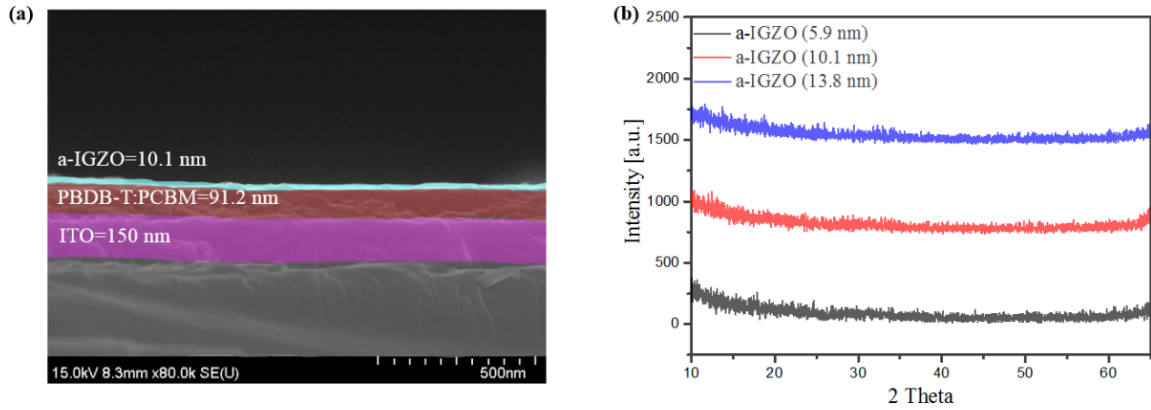 (a)
a-IGZO=10.1 nm
PBDB-T:PCBM=91.2 nm
ITO=150 nm
15.0kV 8.3mm x80.0k SE(U)
500nm
(b)
2500
2000
1500
1000
500
0
Intensity [a.u.]
a-IGZO (5.9 nm)
a-IGZO (10.1 nm)
a-IGZO (13.8 nm)
10 20 30 40 50 60
2 Theta